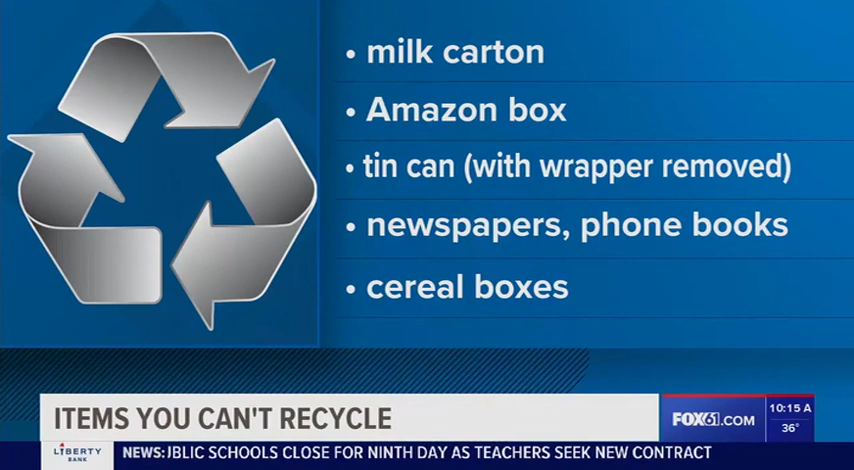 • milk carton
• Amazon box
• tin can (with wrapper removed)
• newspapers, phone books
• cereal boxes
ITEMS YOU CAN'T RECYCLE
FOX61.COM
10:15 A
36°
LIBERTY
BANK
NEWS: JBLIC SCHOOLS CLOSE FOR NINTH DAY AS TEACHERS SEEK NEW CONTRACT